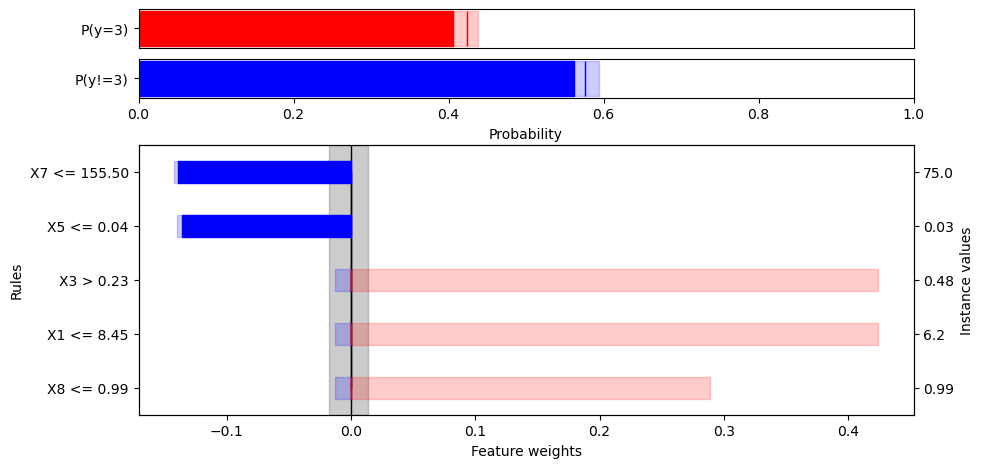 P(y=3)
P(y!=3)
0.0 0.2 0.4 0.6 0.8 1.0
Probability
X7 <= 155.50 75.0
X5 <= 0.04 0.03
X3 > 0.23 0.48
X1 <= 8.45 6.2
X8 <= 0.99 0.99
Rules
Instance values
−0.1 0.0 0.1 0.2 0.3 0.4
Feature weights